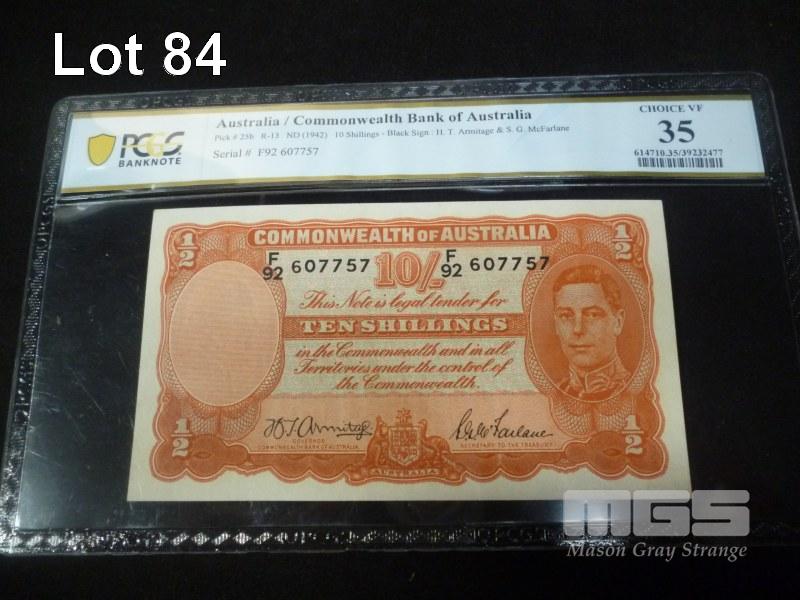 Lot 84
PCGS
BANKNOTE
Australia / Commonwealth Bank of Australia
Pick # 25b R-13 ND (1942) 10 Shillings - Black Sign : H. T. Armitage & S. G. McFarlane
Serial # F92 607757
CHOICE VF
35
614710.35/39232477
1/2
1/2
COMMONWEALTH OF AUSTRALIA
F
92 607757
10/-
F
92 607757
This Note is legal tender for
TEN SHILLINGS
in the Commonwealth and in all
Territories under the control of
the Commonwealth.
H.T. Armitage
GOVERNOR
COMMONWEALTH BANK OF AUSTRALIA
S.G. McFarlane
SECRETARY TO THE TREASURY
1/2
1/2
AUSTRALIA
MGS
Mason Gray Strange